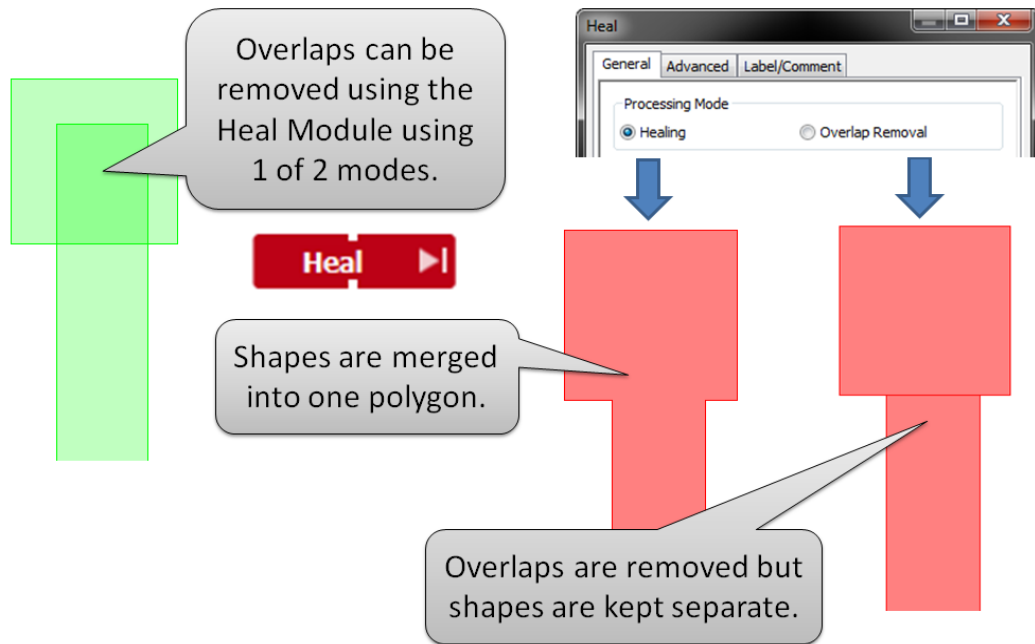 Overlaps can be
removed using the
Heal Module using
1 of 2 modes.
Heal
General Advanced Label/Comment
Processing Mode
Healing Overlap Removal
Heal
Shapes are merged
into one polygon.
Overlaps are removed but
shapes are kept separate.